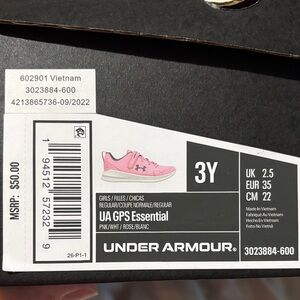 602901 Vietnam
3023884-600
4213865736-09/2022
MSRP: $50.00
1 94512 57232 9
26-P1-1
3Y
GIRLS / FILLES / CHICAS
REGULAR/COUPE NORMALE/REGULAR
UA GPS Essential
PNK/WHT / ROSE/BLANC
UNDER ARMOUR.
UK 2.5
EUR 35
CM 22
Made In Vietnam
Fabriqué Au Vietnam
Hecho En Vietnam
Feito No Vietnã
3023884-600